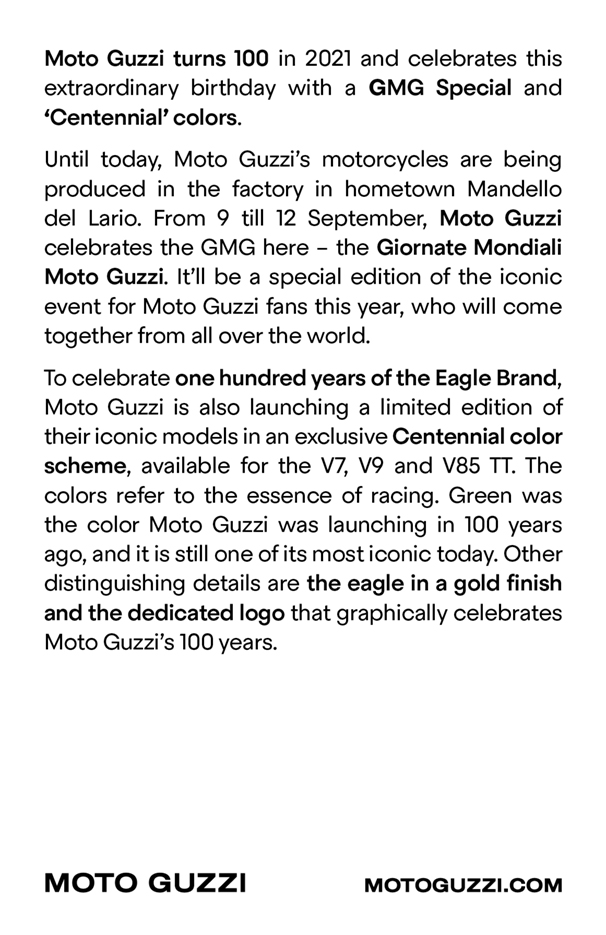 Moto Guzzi turns 100 in 2021 and celebrates this
extraordinary birthday with a GMG Special and
‘Centennial’ colors.
Until today, Moto Guzzi’s motorcycles are being
produced in the factory in hometown Mandello
del Lario. From 9 till 12 September, Moto Guzzi
celebrates the GMG here – the Giornate Mondiali
Moto Guzzi. It’ll be a special edition of the iconic
event for Moto Guzzi fans this year, who will come
together from all over the world.
To celebrate one hundred years of the Eagle Brand,
Moto Guzzi is also launching a limited edition of
their iconic models in an exclusive Centennial color
scheme, available for the V7, V9 and V85 TT. The
colors refer to the essence of racing. Green was
the color Moto Guzzi was launching in 100 years
ago, and it is still one of its most iconic today. Other
distinguishing details are the eagle in a gold finish
and the dedicated logo that graphically celebrates
Moto Guzzi’s 100 years.
MOTO GUZZI
MOTOGUZZI.COM